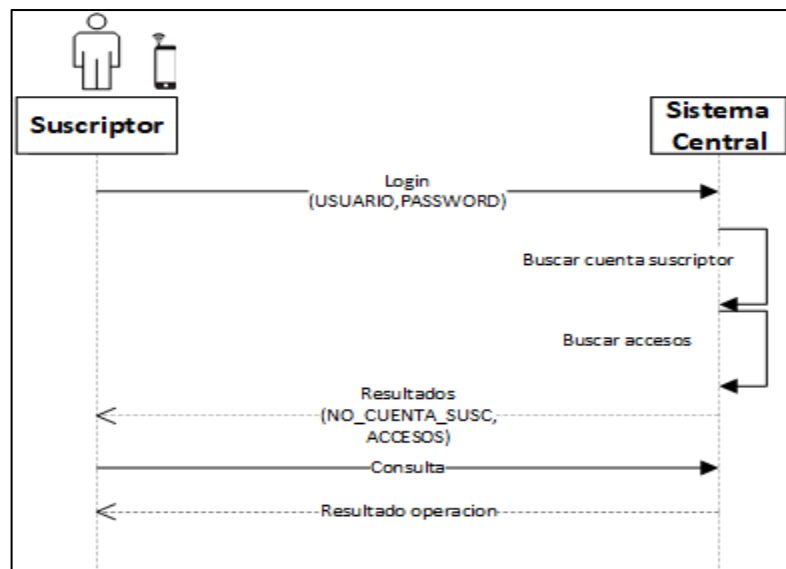 Suscriptor
Sistema
Central
Login
(USUARIO,PASSWORD)
Buscar cuenta suscriptor
Buscar accesos
Resultados
(NO_CUENTA_SUSC,
ACCESOS)
Consulta
Resultado operacion